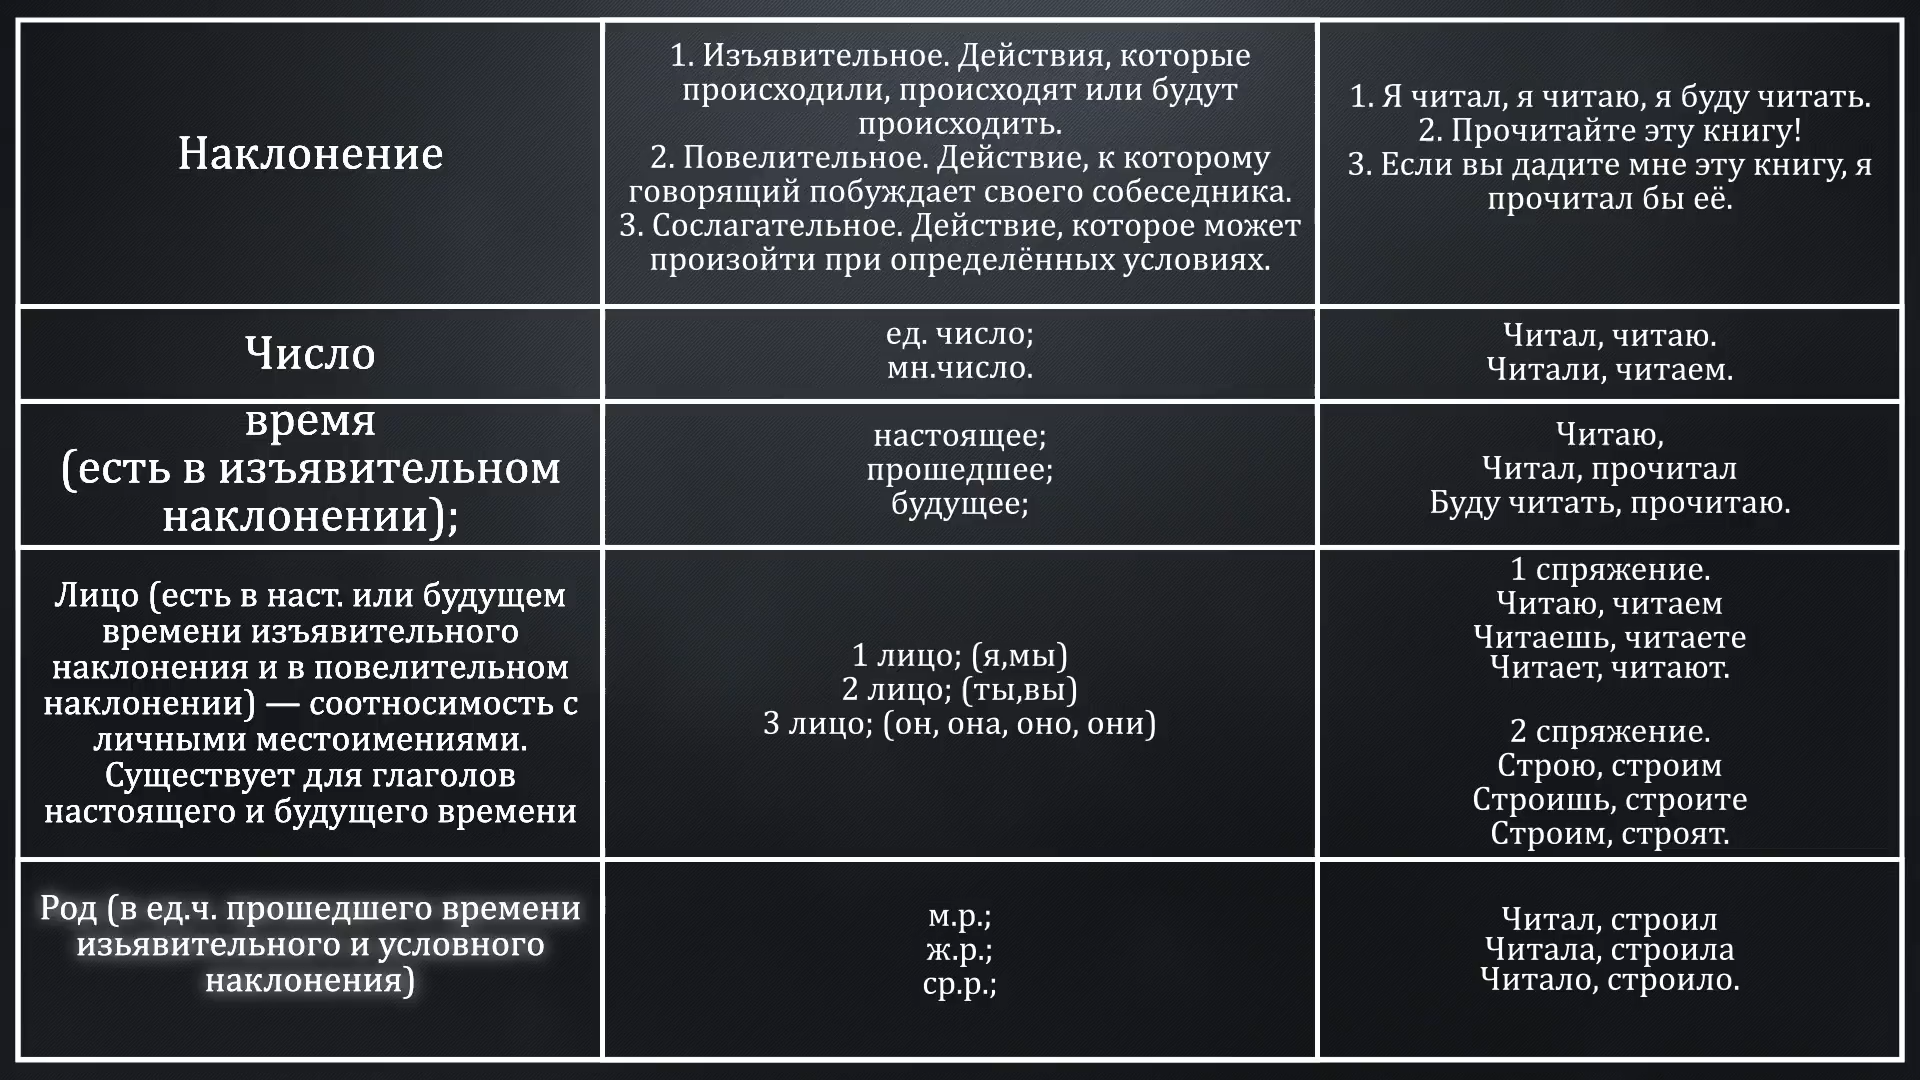 Наклонение
1. Изъявительное. Действия, которые
происходили, происходят или будут
происходить.
2. Повелительное. Действие, к которому
говорящий побуждает своего собеседника.
3. Сослагательное. Действие, которое может
произойти при определённых условиях.
1. Я читал, я читаю, я буду читать.
2. Прочитайте эту книгу!
3. Если вы дадите мне эту книгу, я
прочитал бы её.
Число
ед. число;
мн.число.
Читал, читаю.
Читали, читаем.
время
(есть в изъявительном
наклонении);
настоящее;
прошедшее;
будущее;
Читаю,
Читал, прочитал
Буду читать, прочитаю.
Лицо (есть в наст. или будущем
времени изъявительного
наклонения и в повелительном
наклонении) — соотносимость с
личными местоимениями.
Существует для глаголов
настоящего и будущего времени
1 лицо; (я,мы)
2 лицо; (ты,вы)
3 лицо; (он, она, оно, они)
1 спряжение.
Читаю, читаем
Читаешь, читаете
Читает, читают.
2 спряжение.
Строю, строим
Строишь, строите
Строим, строят.
Род (в ед.ч. прошедшего времени
изьявительного и условного
наклонения)
м.р.;
ж.р.;
ср.р.;
Читал, строил
Читала, строила
Читало, строило.